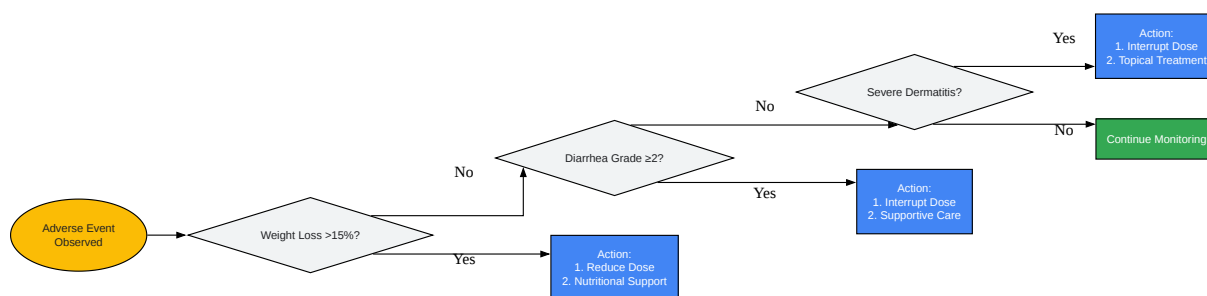 Adverse Event
Observed
Weight Loss >15%?
No
Yes
Action:
1. Reduce Dose
2. Nutritional Support
Diarrhea Grade ≥2?
No
Yes
Action:
1. Interrupt Dose
2. Supportive Care
Severe Dermatitis?
Yes
No
Action:
1. Interrupt Dose
2. Topical Treatment
Continue Monitoring